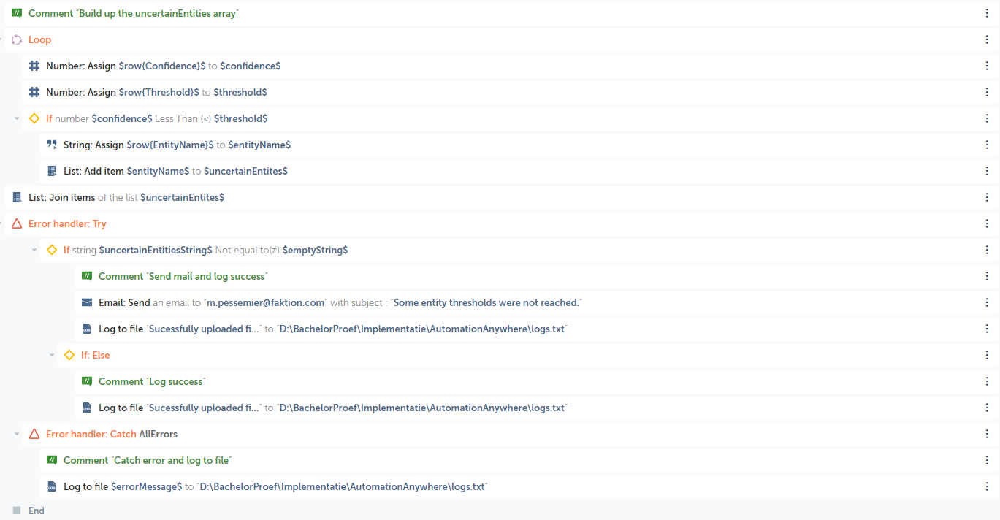 Comment "Build up the uncertainEntities array"
Loop
Number: Assign $row{Confidence}$ to $confidence$
Number: Assign $row{Threshold}$ to $threshold$
If number $confidence$ Less Than (<) $threshold$
String: Assign $row{EntityName}$ to $entityName$
List: Add item $entityName$ to $uncertainEntites$
List: Join items of the list $uncertainEntites$
Error handler: Try
If string $uncertainEntitiesString$ Not equal to(≠) $emptyString$
Comment "Send mail and log success"
Email: Send an email to "m.pessemier@faktion.com" with subject : "Some entity thresholds were not reached."
Log to file "Sucessfully uploaded fi..." to "D:\BachelorProef\Implementatie\AutomationAnywhere\logs.txt"
If: Else
Comment "Log success"
Log to file "Sucessfully uploaded fi..." to "D:\BachelorProef\Implementatie\AutomationAnywhere\logs.txt"
Error handler: Catch AllErrors
Comment "Catch error and log to file"
Log to file $errorMessage$ to "D:\BachelorProef\Implementatie\AutomationAnywhere\logs.txt"
End